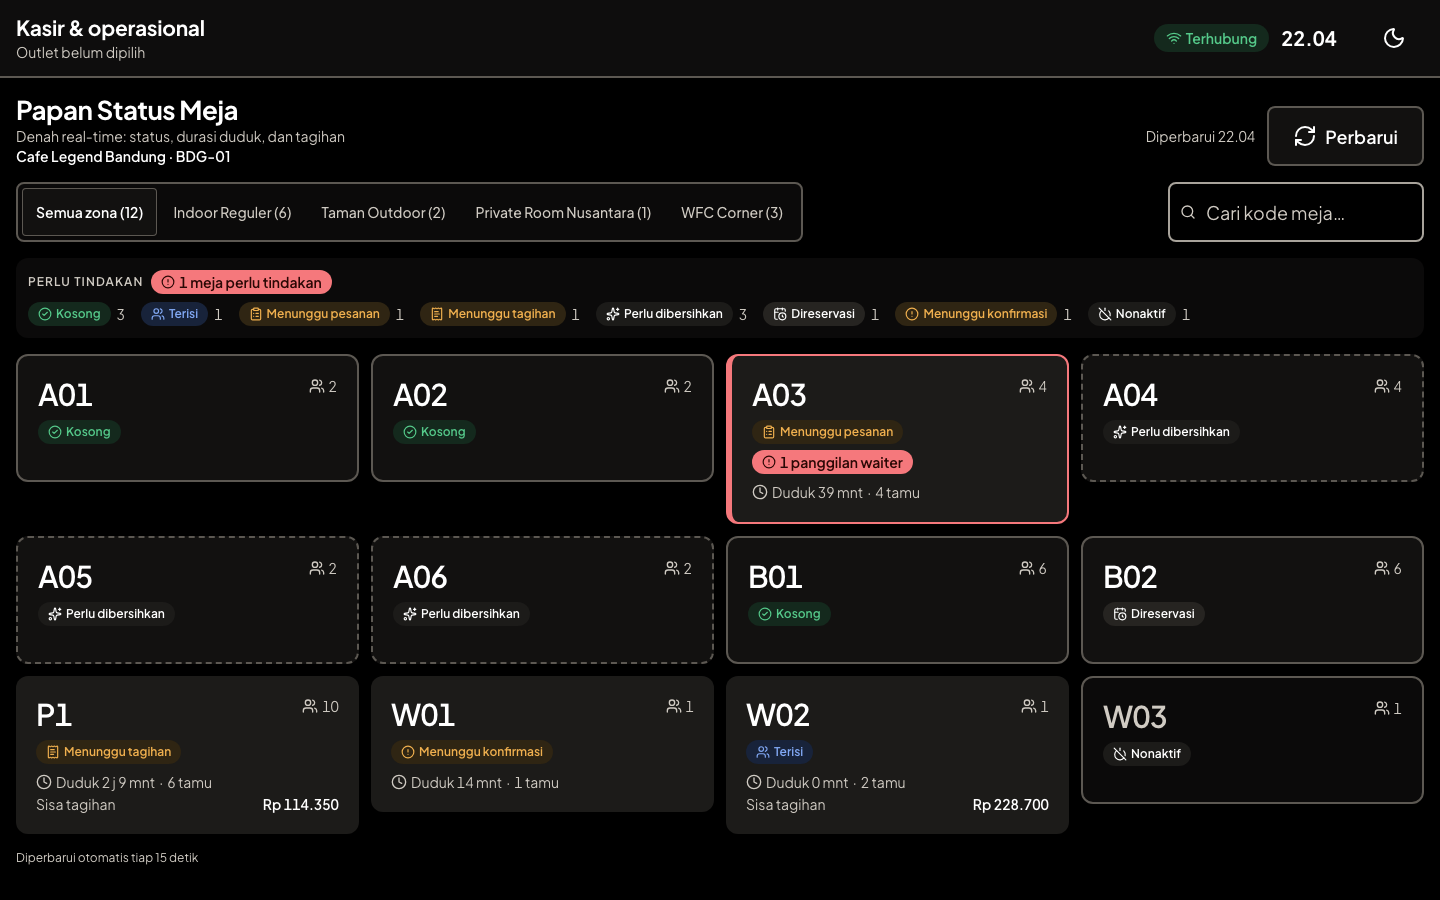 Kasir & operasional
Outlet belum dipilih
Terhubung
22.04
Papan Status Meja
Denah real-time: status, durasi duduk, dan tagihan
Cafe Legend Bandung · BDG-01
Diperbarui 22.04
Perbarui
Semua zona (12)
Indoor Reguler (6)
Taman Outdoor (2)
Private Room Nusantara (1)
WFC Corner (3)
Cari kode meja...
PERLU TINDAKAN
1 meja perlu tindakan
Kosong 3
Terisi 1
Menunggu pesanan 1
Menunggu tagihan 1
Perlu dibersihkan 3
Direservasi 1
Menunggu konfirmasi 1
Nonaktif 1
A01
2
Kosong
A02
2
Kosong
A03
4
Menunggu pesanan
1 panggilan waiter
Duduk 39 mnt · 4 tamu
A04
4
Perlu dibersihkan
A05
2
Perlu dibersihkan
A06
2
Perlu dibersihkan
B01
6
Kosong
B02
6
Direservasi
P1
10
Menunggu tagihan
Duduk 2 j 9 mnt · 6 tamu
Sisa tagihan Rp 114.350
W01
1
Menunggu konfirmasi
Duduk 14 mnt · 1 tamu
W02
1
Terisi
Duduk 0 mnt · 2 tamu
Sisa tagihan Rp 228.700
W03
1
Nonaktif
Diperbarui otomatis tiap 15 detik